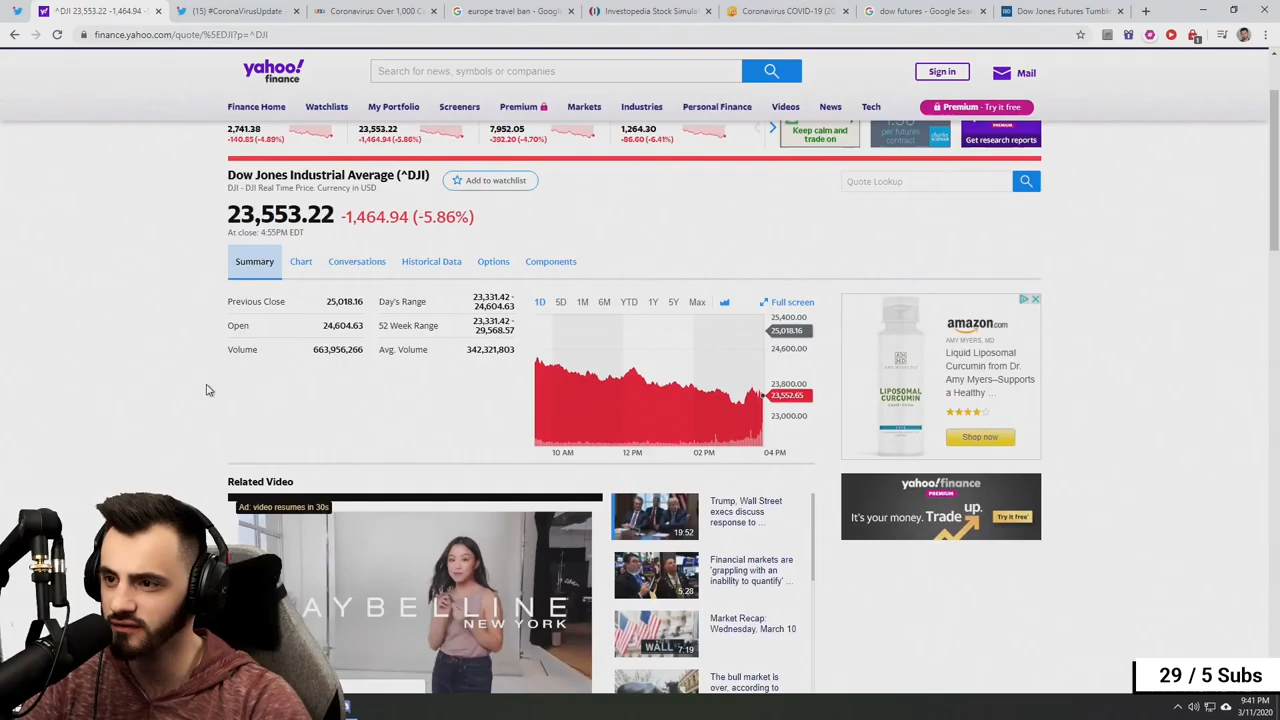 ^DJI 23,553.22 -1,464.94 (-5.8
(15) #CoronaVirusUpdate -
Coronavirus: Over 1,000 C
europe travel ban - Google
Investopedia Stock Simula
Coronavirus COVID-19 (20
dow futures - Google Sear
Dow Jones Futures Tumbl
finance.yahoo.com/quote/%5EDJI?p=^DJI
yahoo!
finance
Search for news, symbols or companies
Sign in
Mail
Finance Home
Watchlists
My Portfolio
Screeners
Premium
Markets
Industries
Personal Finance
Videos
News
Tech
Premium - Try it free
2,741.38
-140.85 (-4.89%)
23,553.22
-1,464.94 (-5.86%)
7,952.05
-392.20 (-4.70%)
1,264.30
-86.60 (-6.41%)
Keep calm and
trade on
per futures
contract
Get research reports
Dow Jones Industrial Average (^DJI)
Add to watchlist
DJI - DJI Real Time Price. Currency in USD
Quote Lookup
23,553.22 -1,464.94 (-5.86%)
At close: 4:55PM EDT
Summary
Chart
Conversations
Historical Data
Options
Components
Previous Close 25,018.16
Open 24,604.63
Volume 663,956,266
Day's Range 23,331.42 -
24,604.63
52 Week Range 23,331.42 -
29,568.57
Avg. Volume 342,321,803
1D 5D 1M 6M YTD 1Y 5Y Max
Full screen
25,400.00
25,018.16
24,600.00
23,800.00
23,552.65
23,000.00
10 AM 12 PM 02 PM 04 PM
amazon.com
AMY MYERS, MD
Liquid Liposomal
Curcumin from Dr.
Amy Myers–Supports
a Healthy ...
Shop now
LIPOSOMAL
CURCUMIN
yahoo!finance
PREMIUM
It's your money. Trade up.
Try it free
Related Video
Ad: video resumes in 30s
AYBELLINE
NEW YORK
19:52
Trump, Wall Street
execs discuss
response to ...
5:28
Financial markets are
'grappling with an
inability to quantify' ...
WALL
7:19
Market Recap:
Wednesday, March 10
The bull market is
over, according to
29 / 5 Subs
9:41 PM
3/11/2020